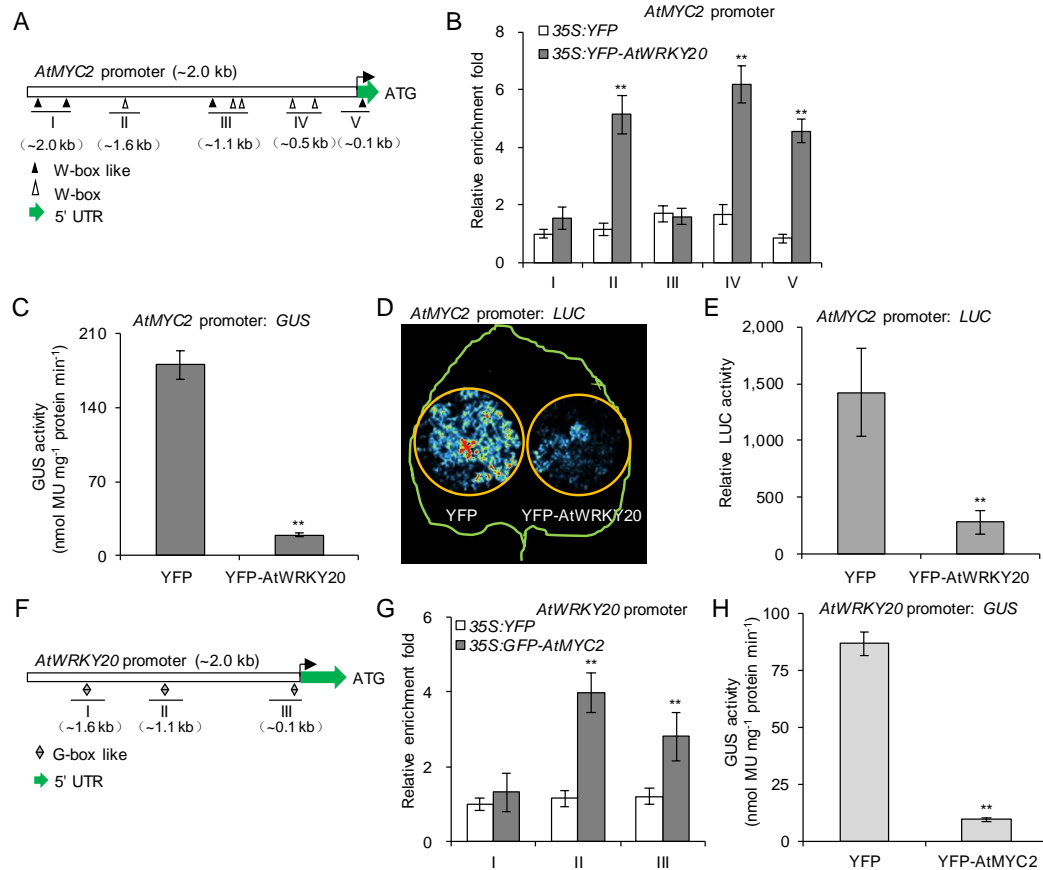 A
AtMYC2 promoter (~2.0 kb)
ATG
I
II
III
IV
V
(~2.0 kb)
(~1.6 kb)
(~1.1 kb)
(~0.5 kb)
(~0.1 kb)
W-box like
W-box
5' UTR
B
AtMYC2 promoter
35S:YFP
35S:YFP-AtWRKY20
Relative enrichment fold
8
6
4
2
0
**
**
**
I
II
III
IV
V
C
AtMYC2 promoter: GUS
GUS activity
(nmol MU mg⁻¹ protein min⁻¹)
210
140
70
0
**
YFP
YFP-AtWRKY20
D
AtMYC2 promoter: LUC
YFP
YFP-AtWRKY20
E
AtMYC2 promoter: LUC
Relative LUC activity
2,000
1,500
1,000
500
0
**
YFP
YFP-AtWRKY20
F
AtWRKY20 promoter (~2.0 kb)
ATG
I
II
III
(~1.6 kb)
(~1.1 kb)
(~0.1 kb)
G-box like
5' UTR
G
AtWRKY20 promoter
35S:YFP
35S:GFP-AtMYC2
Relative enrichment fold
6
4
2
0
**
**
I
II
III
H
AtWRKY20 promoter: GUS
GUS activity
(nmol MU mg⁻¹ protein min⁻¹)
100
75
50
25
0
**
YFP
YFP-AtMYC2